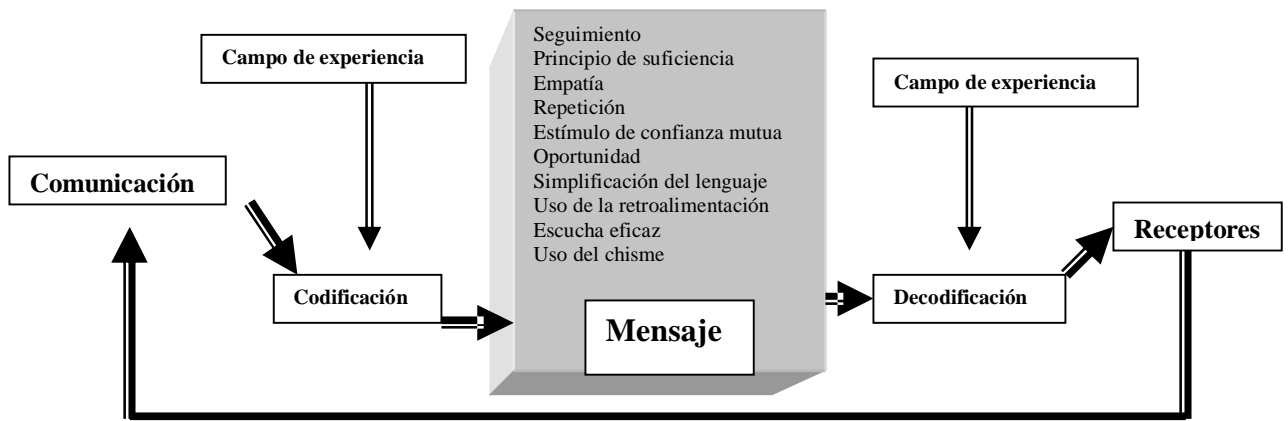 Campo de experiencia
Comunicación
Codificación
Seguimiento
Principio de suficiencia
Empatía
Repetición
Estímulo de confianza mutua
Oportunidad
Simplificación del lenguaje
Uso de la retroalimentación
Escucha eficaz
Uso del chisme
Mensaje
Campo de experiencia
Decodificación
Receptores